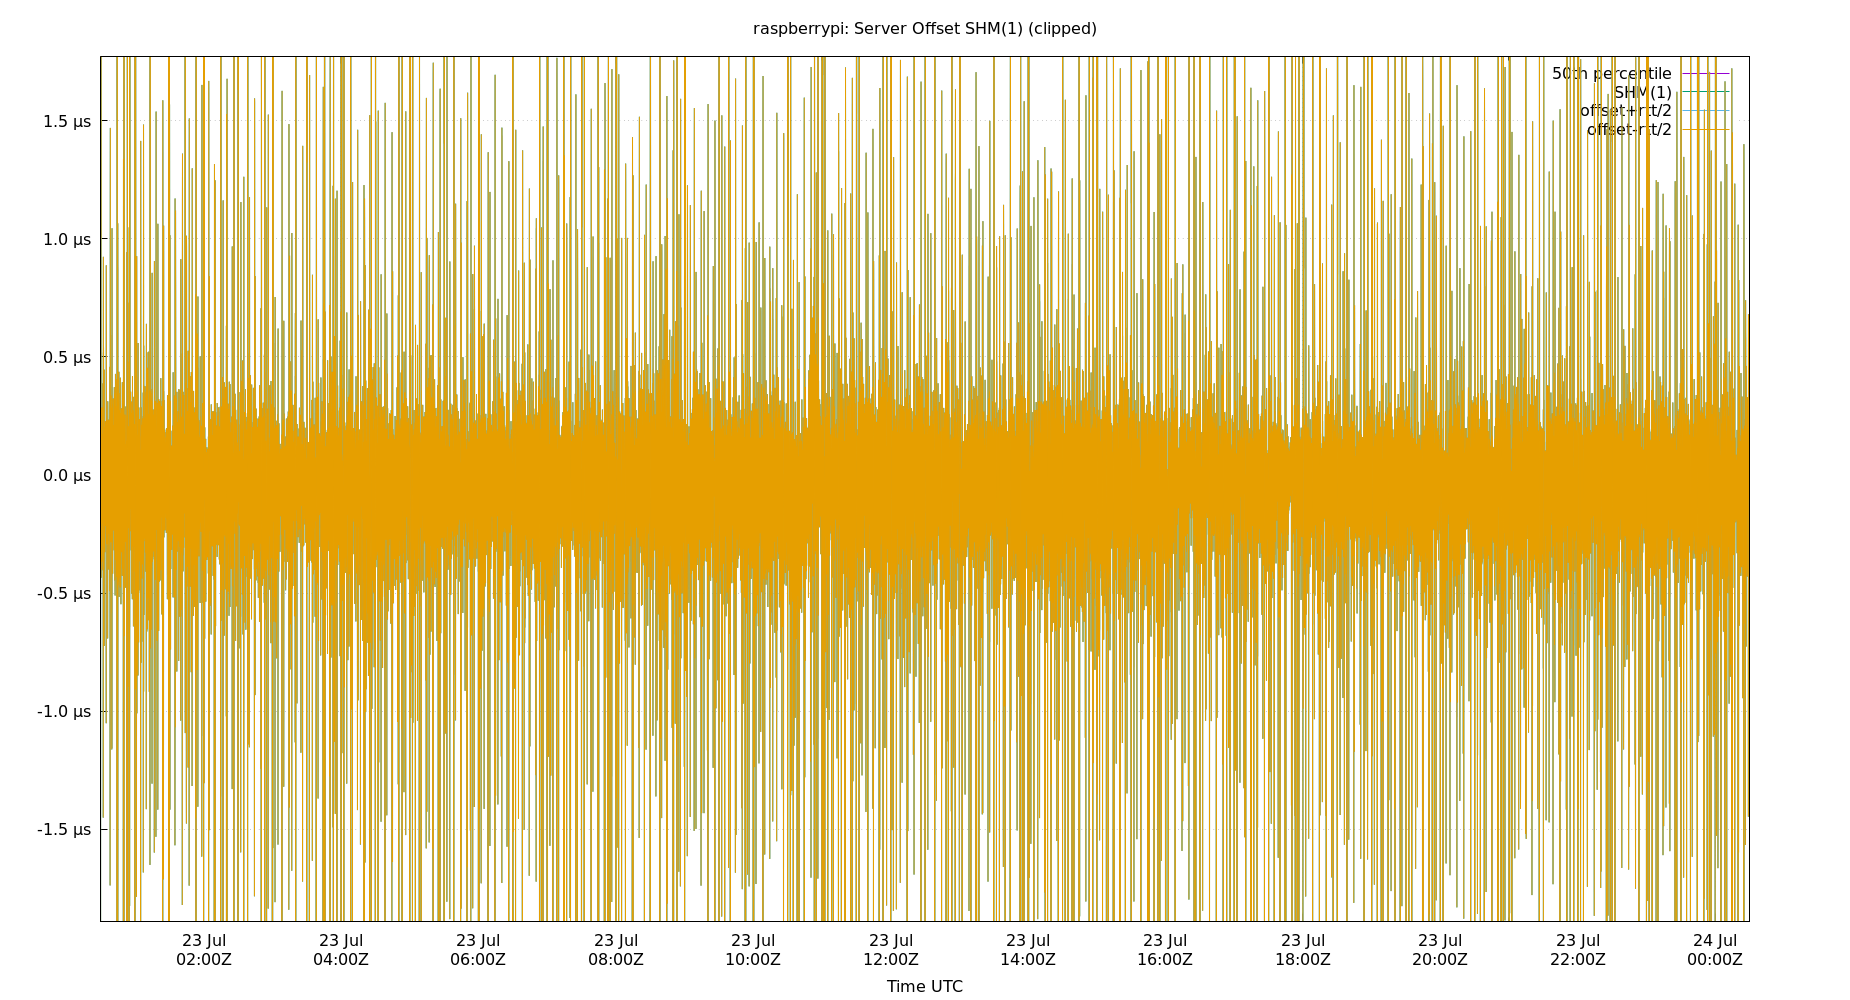 raspberrypi: Server Offset SHM(1) (clipped)
50th percentile
SHM(1)
offset+rtt/2
offset-rtt/2
1.5 µs
1.0 µs
0.5 µs
0.0 µs
-0.5 µs
-1.0 µs
-1.5 µs
23 Jul 23 Jul 23 Jul 23 Jul 23 Jul 23 Jul 23 Jul 23 Jul 23 Jul 23 Jul 23 Jul 24 Jul
02:00Z 04:00Z 06:00Z 08:00Z 10:00Z 12:00Z 14:00Z 16:00Z 18:00Z 20:00Z 22:00Z 00:00Z
Time UTC